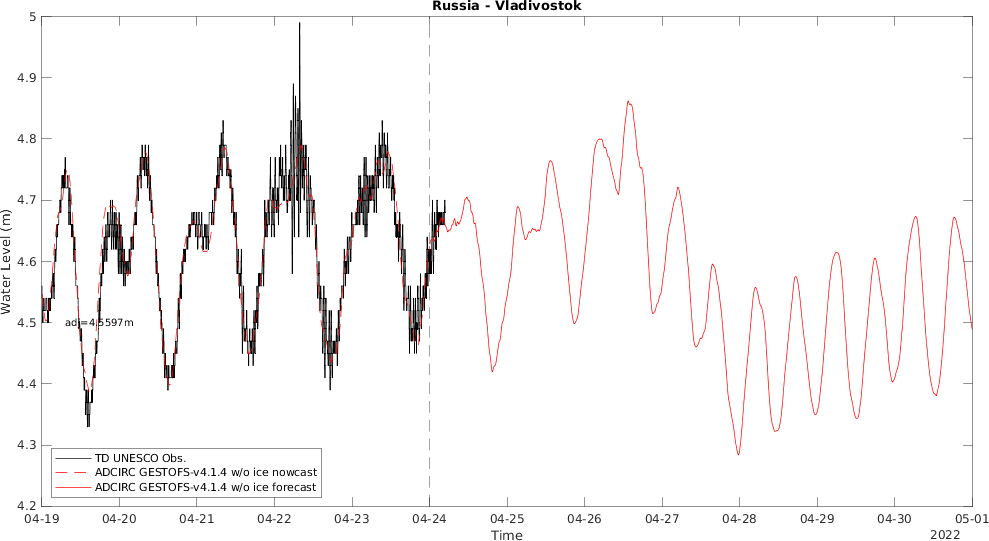 Russia - Vladivostok
5
4.9
4.8
4.7
4.6
4.5
4.4
4.3
4.2
Water Level (m)
adj=4.5597m
TD UNESCO Obs.
ADCIRC GESTOFS-v4.1.4 w/o ice nowcast
ADCIRC GESTOFS-v4.1.4 w/o ice forecast
04-19 04-20 04-21 04-22 04-23 04-24 04-25 04-26 04-27 04-28 04-29 04-30 05-01
Time
2022